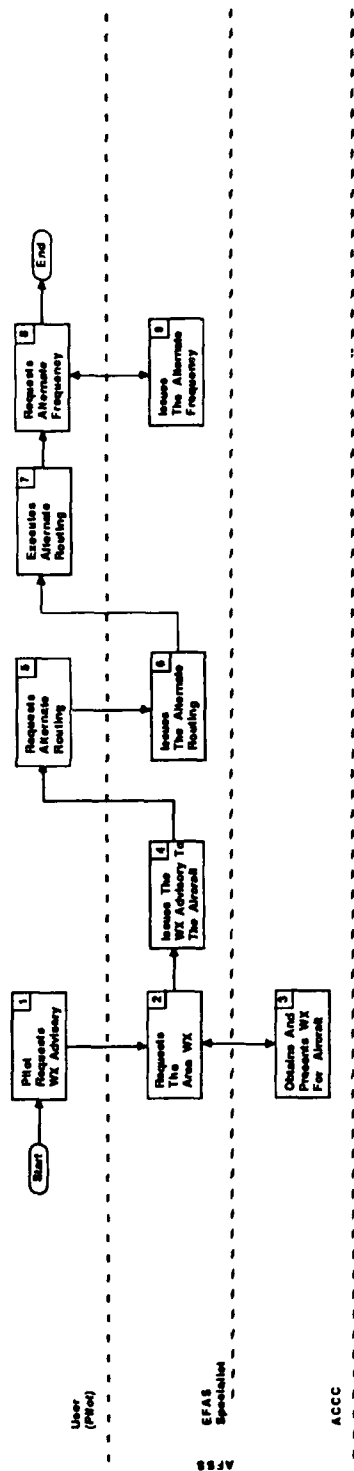 User
(Pilot)
Start
1
Pilot
Requests
WX Advisory
5
Requests
Alternate
Routing
7
Executes
Alternate
Routing
8
Requests
Alternate
Frequency
End
AFSS
EFAS
Specialist
2
Requests
The
Area WX
4
Issues The
WX Advisory To
The Aircraft
6
Issues
The Alternate
Routing
9
Issues
The Alternate
Frequency
ACCC
3
Obtains And
Presents WX
For Aircraft